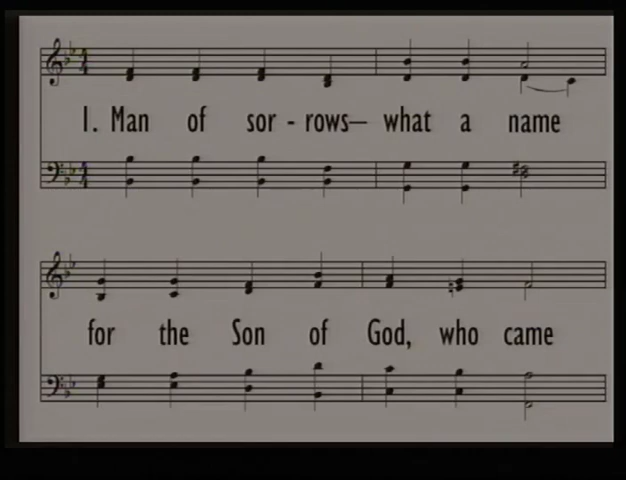 1. Man of sor - rows— what a name
for the Son of God, who came